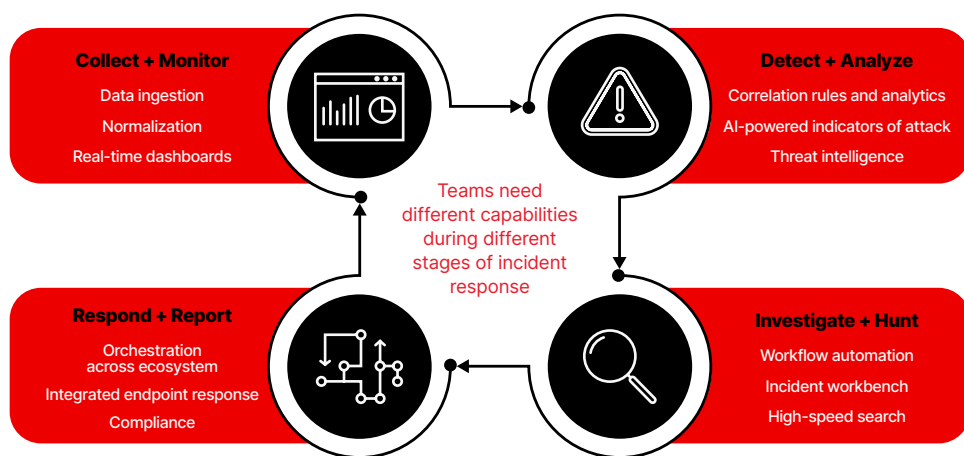 Collect + Monitor
Data ingestion
Normalization
Real-time dashboards
Detect + Analyze
Correlation rules and analytics
AI-powered indicators of attack
Threat intelligence
Teams need
different capabilities
during different
stages of incident
response
Respond + Report
Orchestration
across ecosystem
Integrated endpoint response
Compliance
Investigate + Hunt
Workflow automation
Incident workbench
High-speed search